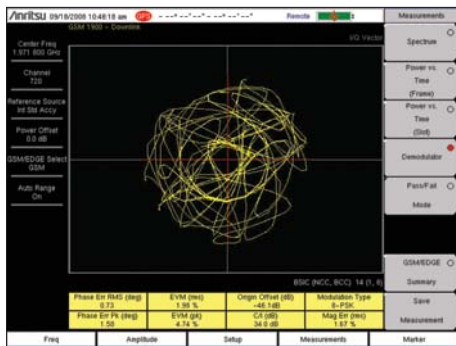 Anritsu 09/18/2008 10:48:18 am
Remote
Measurements
GSM 1900 - Downlink
I/Q Vector
Center Freq
1.971 600 GHz
Channel
720
Reference Source
Int Std Accy
Power Offset
0.0 dB
GSM/EDGE Select
GSM
Auto Range
On
Spectrum
Power vs.
Time
(Frame)
Power vs.
Time
(Slot)
Demodulator
Pass/Fail
Mode
GSM/EDGE
Summary
Save
Measurement
BSIC (NCC, BCC) 14 (1, 6)
Phase Err RMS (deg) EVM (rms) Origin Offset (dB) Modulation Type
0.73 1.98 % -46.1dB 8-PSK
Phase Err Pk (deg) EVM (pk) C/I (dB) Mag Err (rms)
1.58 4.74 % 34.0 dB 1.67 %
Freq Amplitude Setup Measurements Marker